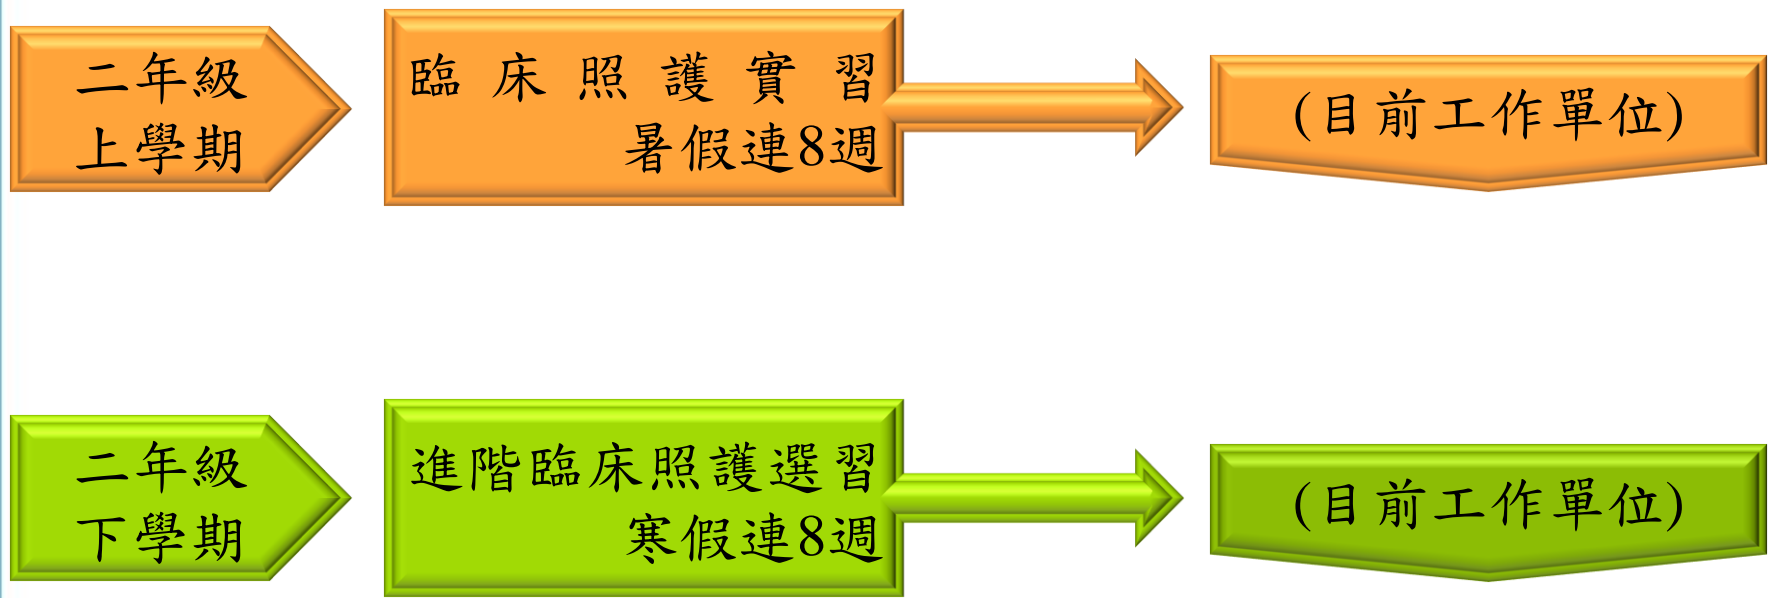 二年級
上學期
臨床照護實習
暑假連8週
(目前工作單位)
二年級
下學期
進階臨床照護選習
寒假連8週
(目前工作單位)